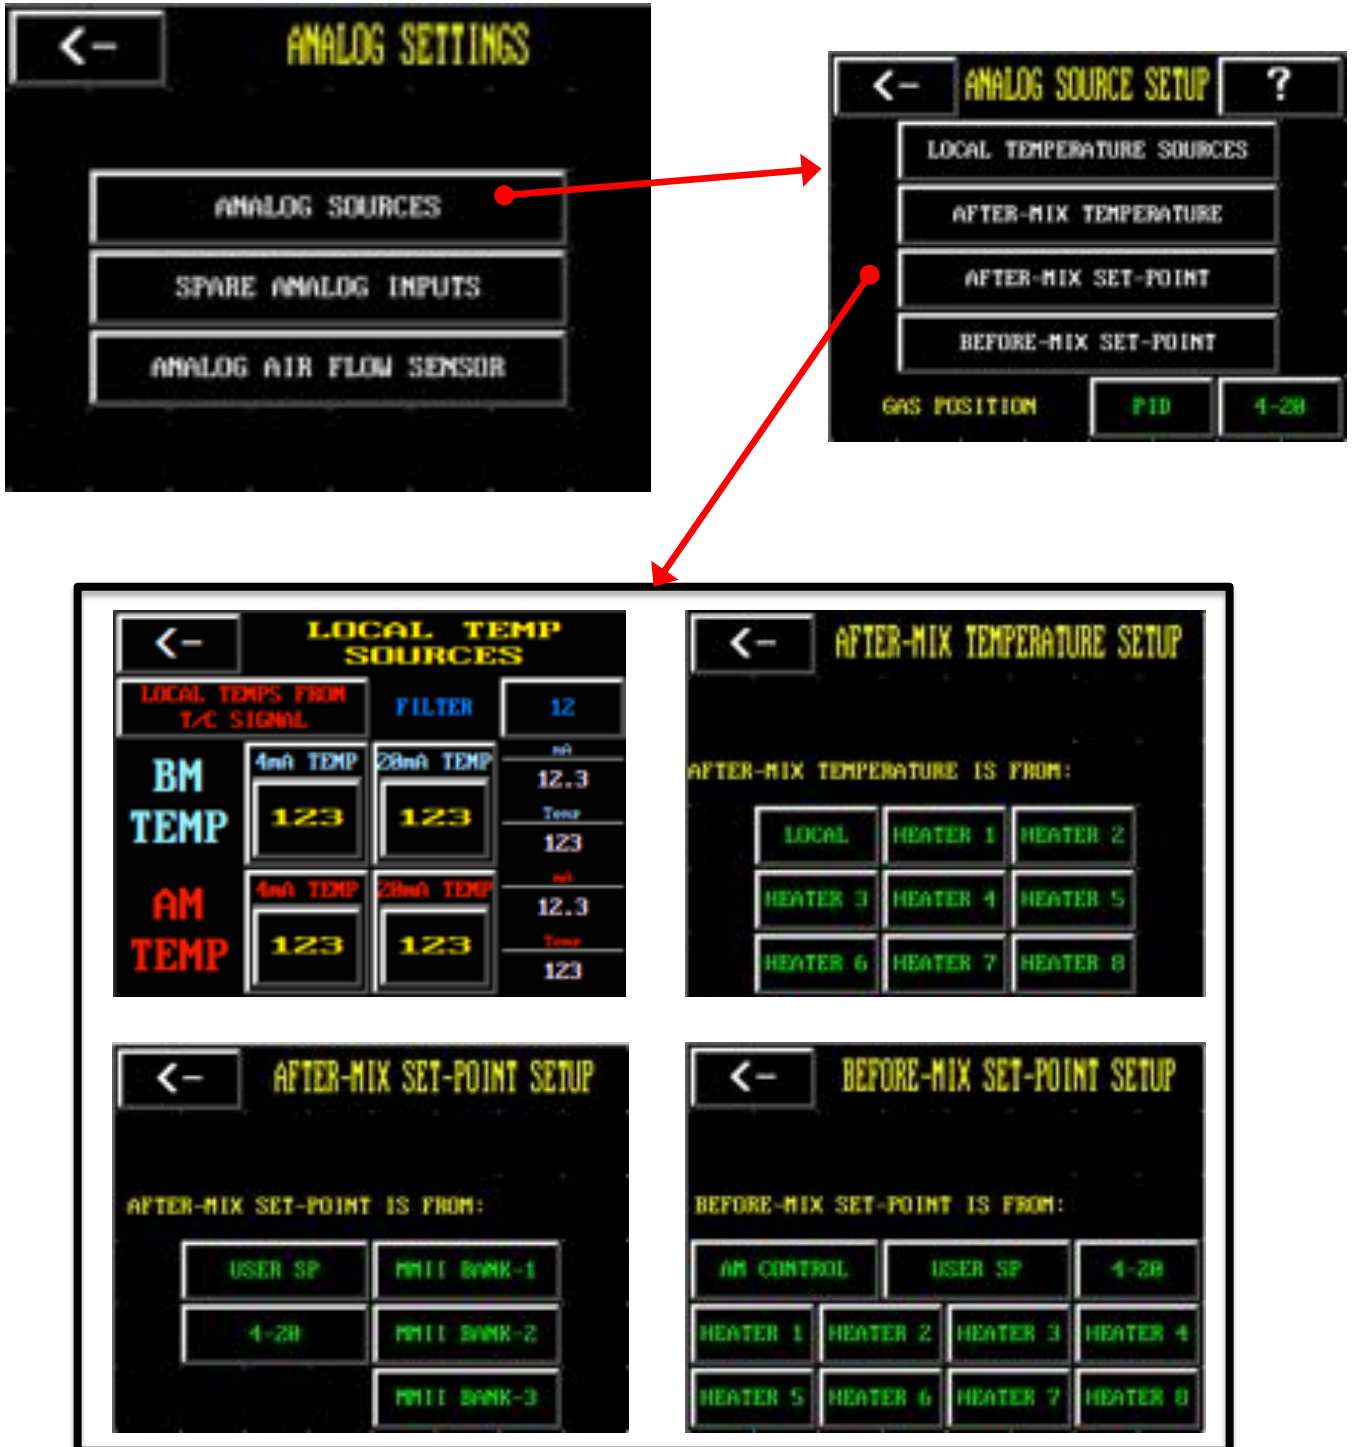 <- ANALOG SETTINGS
ANALOG SOURCES
SPARE ANALOG INPUTS
ANALOG AIR FLOW SENSOR
<- ANALOG SOURCE SETUP ?
LOCAL TEMPERATURE SOURCES
AFTER-MIX TEMPERATURE
AFTER-MIX SET-POINT
BEFORE-MIX SET-POINT
GAS POSITION PID 4-20
<- LOCAL TEMP
SOURCES
LOCAL TEMPS FROM
T/C SIGNAL
FILTER 12
BM
TEMP
4mA TEMP 20mA TEMP
123 123
mA
12.3
Temp
123
AM
TEMP
4mA TEMP 20mA TEMP
123 123
mA
12.3
Temp
123
<- AFTER-MIX TEMPERATURE SETUP
AFTER-MIX TEMPERATURE IS FROM:
LOCAL HEATER 1 HEATER 2
HEATER 3 HEATER 4 HEATER 5
HEATER 6 HEATER 7 HEATER 8
<- AFTER-MIX SET-POINT SETUP
AFTER-MIX SET-POINT IS FROM:
USER SP MMII BANK-1
4-20 MMII BANK-2
MMII BANK-3
<- BEFORE-MIX SET-POINT SETUP
BEFORE-MIX SET-POINT IS FROM:
AM CONTROL USER SP 4-20
HEATER 1 HEATER 2 HEATER 3 HEATER 4
HEATER 5 HEATER 6 HEATER 7 HEATER 8